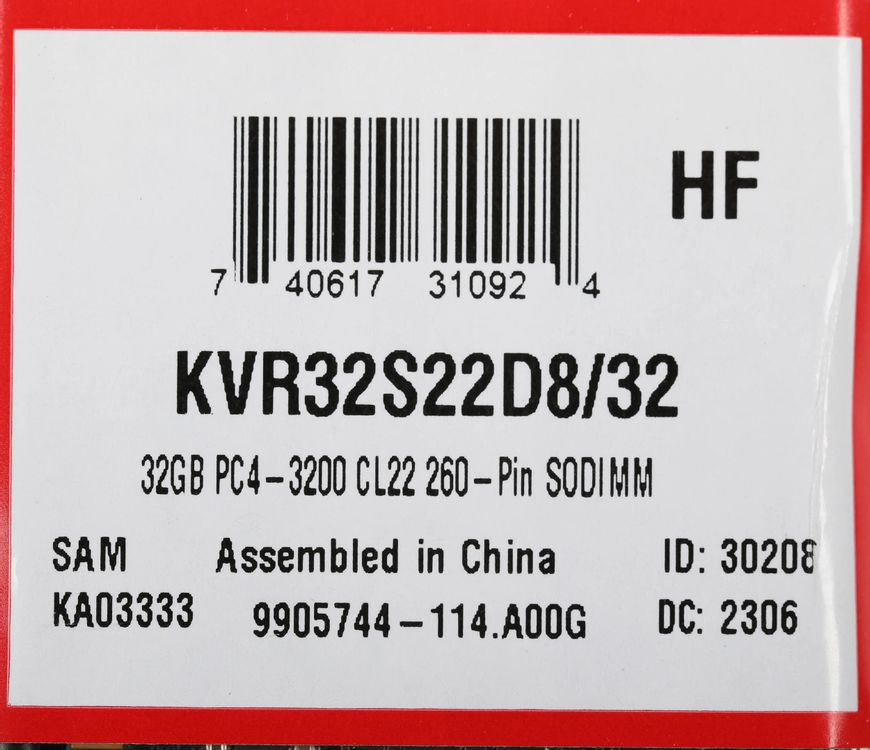 HF
7 40617 31092 4
KVR32S22D8/32
32GB PC4-3200 CL22 260-Pin SODIMM
SAM Assembled in China ID: 30208
KA03333 9905744-114.A00G DC: 2306